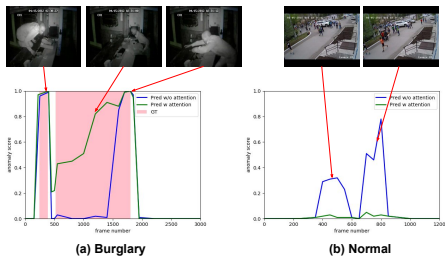 1.0
0.8
0.6
0.4
0.2
0.0
anomaly score
Pred w/o attention
Pred w attention
GT
0 500 1000 1500 2000 2500 3000
frame number
(a) Burglary
1.0
0.8
0.6
0.4
0.2
0.0
anomaly score
Pred w/o attention
Pred w attention
0 200 400 600 800 1000 1200
frame number
(b) Normal